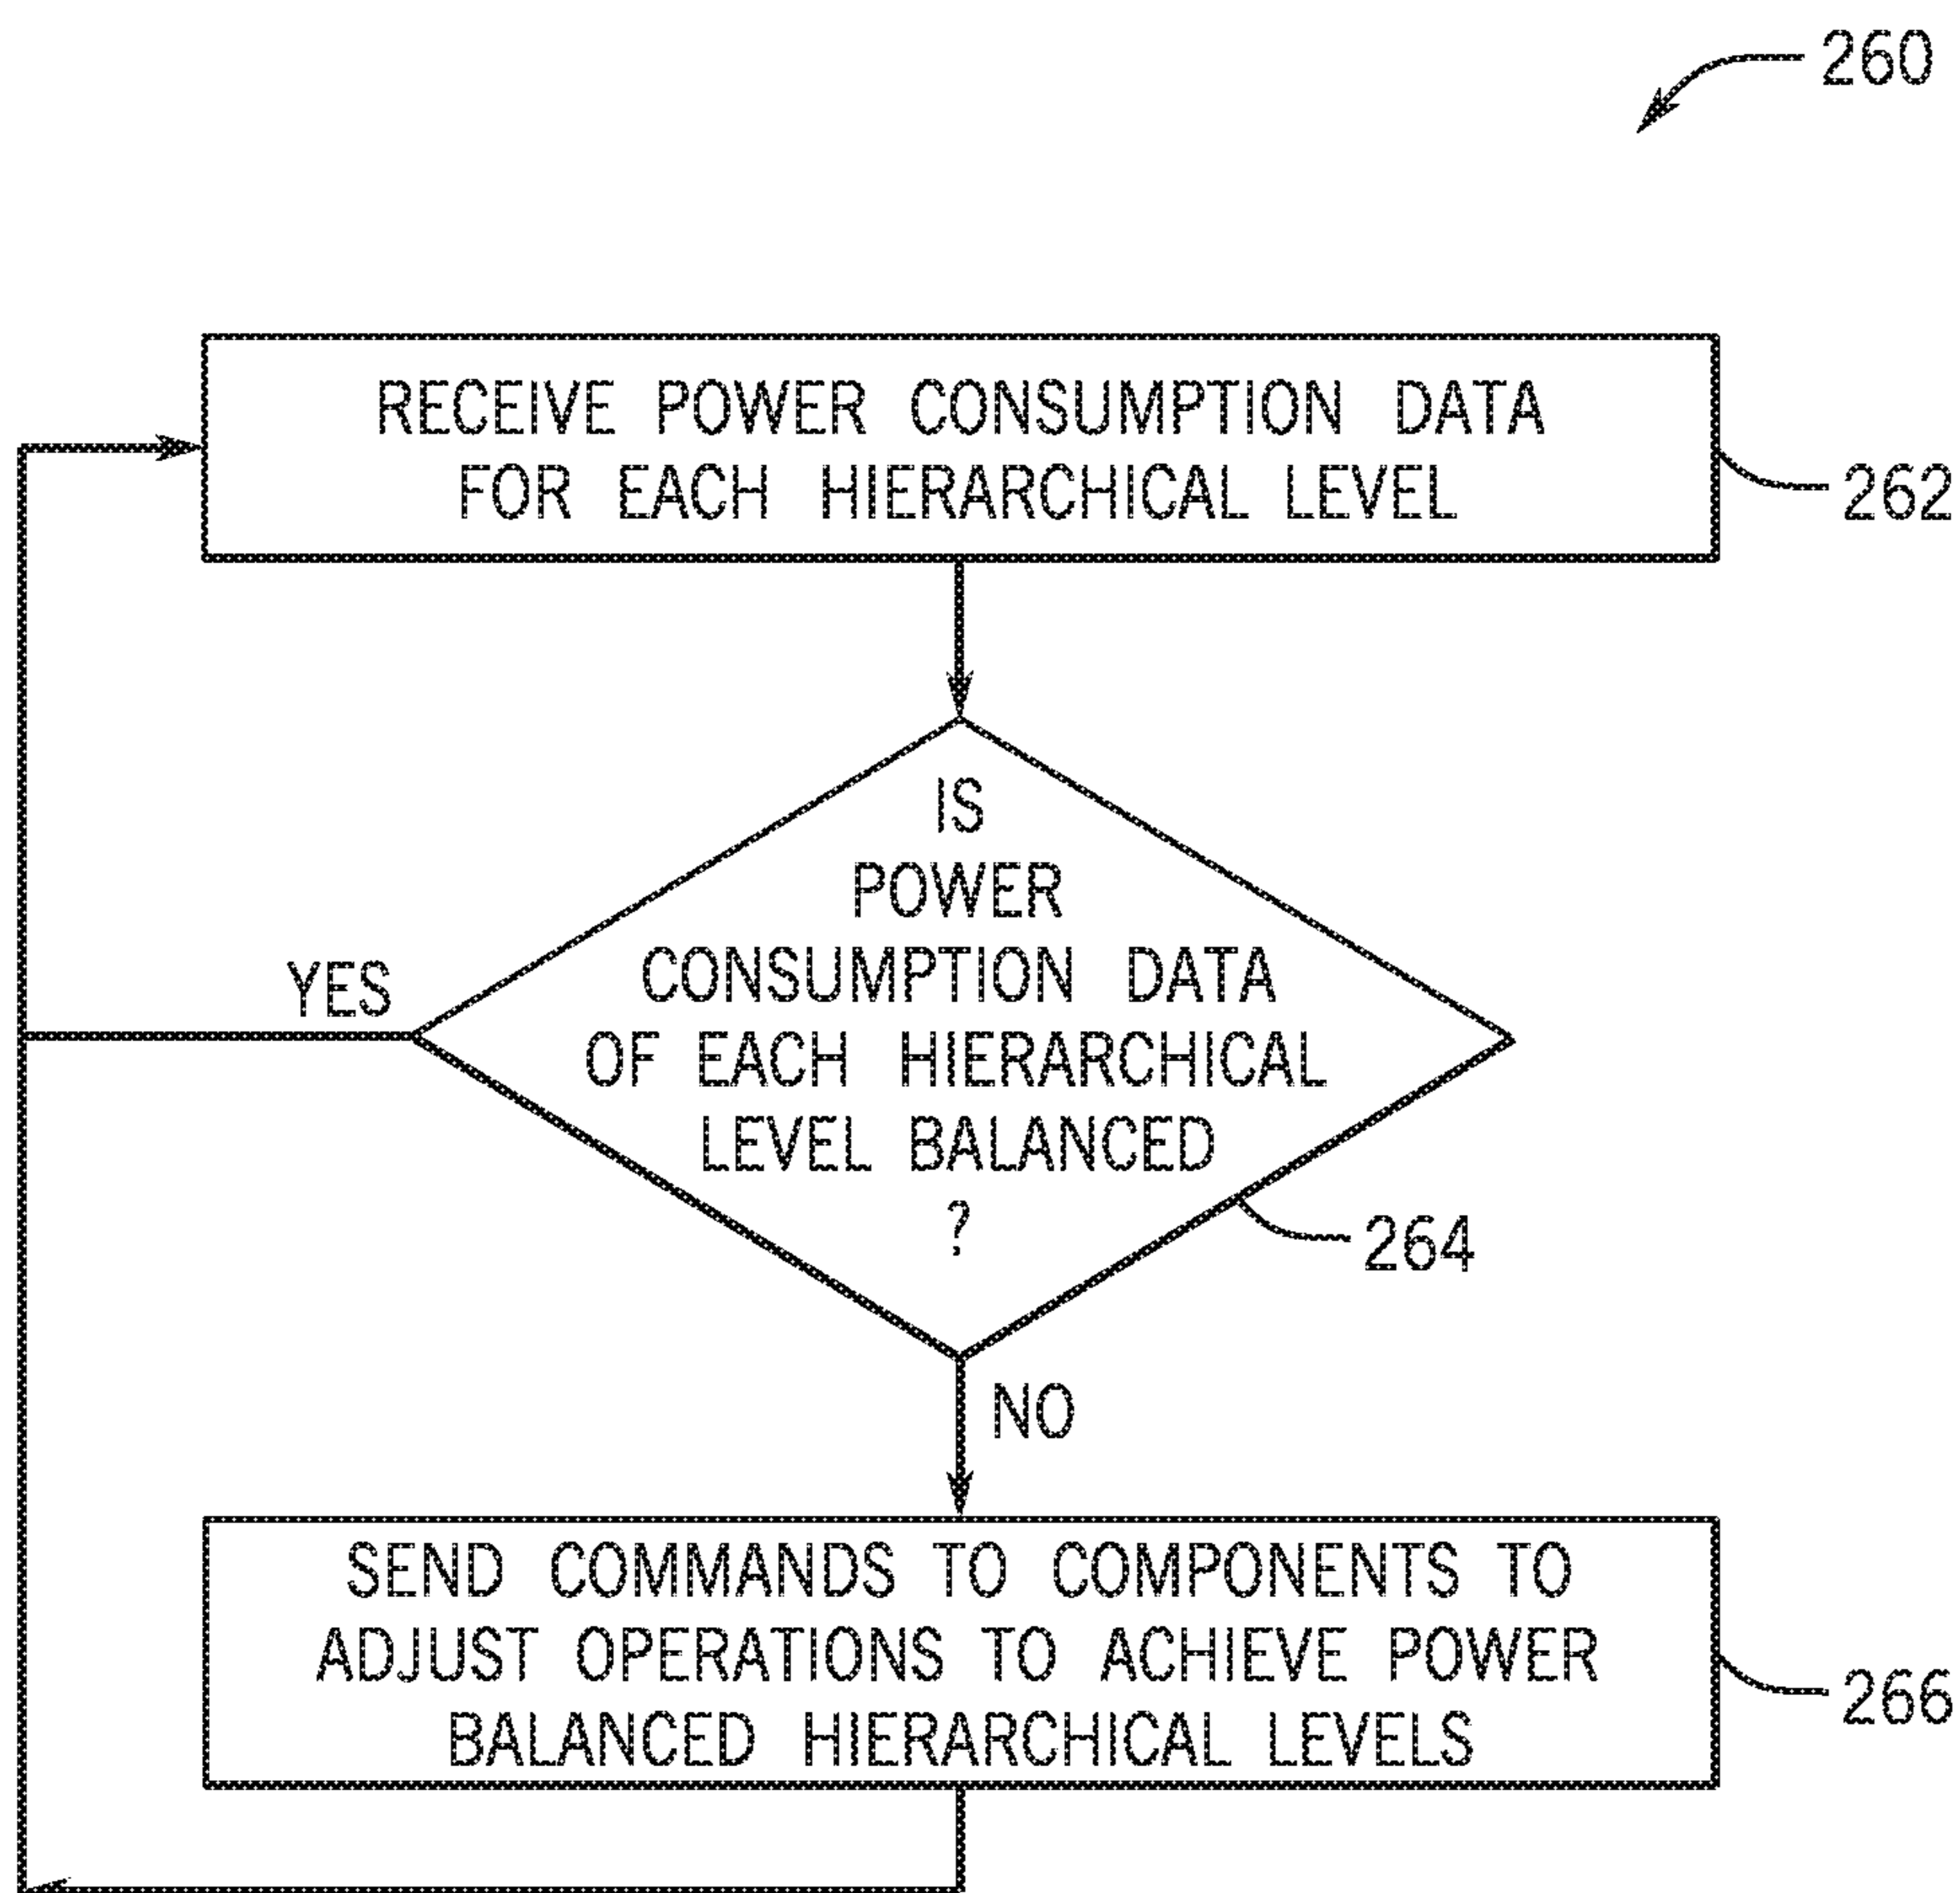 260
RECEIVE POWER CONSUMPTION DATA
FOR EACH HIERARCHICAL LEVEL
262
IS
POWER
CONSUMPTION DATA
OF EACH HIERARCHICAL
LEVEL BALANCED
?
YES
264
NO
SEND COMMANDS TO COMPONENTS TO
ADJUST OPERATIONS TO ACHIEVE POWER
BALANCED HIERARCHICAL LEVELS
266